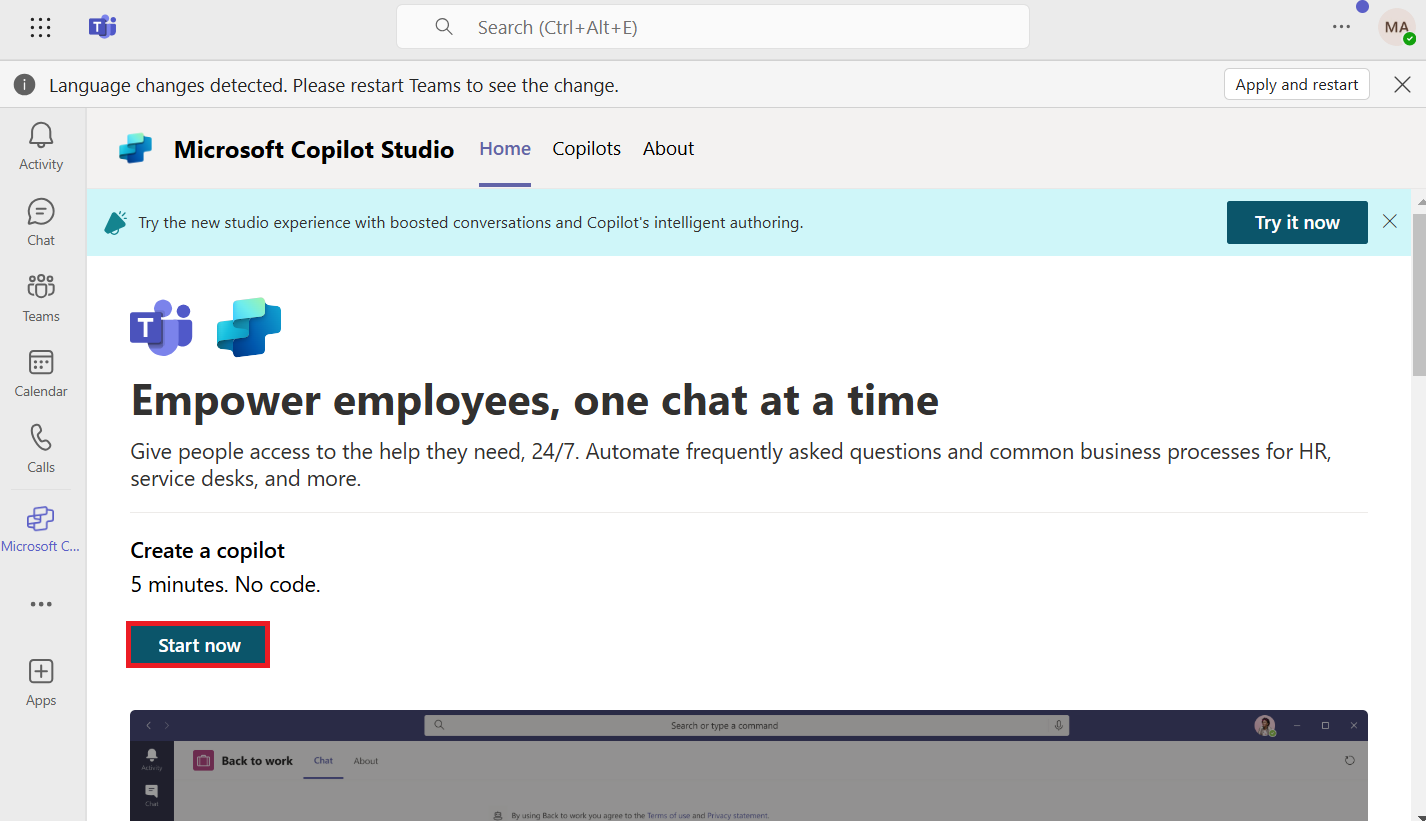 T
Search (Ctrl+Alt+E)
MA
Language changes detected. Please restart Teams to see the change.
Apply and restart
Activity
Chat
Teams
Calendar
Calls
Microsoft C...
Apps
Microsoft Copilot Studio
Home
Copilots
About
Try the new studio experience with boosted conversations and Copilot's intelligent authoring.
Try it now
T
Empower employees, one chat at a time
Give people access to the help they need, 24/7. Automate frequently asked questions and common business processes for HR,
service desks, and more.
Create a copilot
5 minutes. No code.
Start now
Search or type a command
Activity
Chat
Back to work
Chat
About
By using Back to work you agree to the Terms of use and Privacy statement.